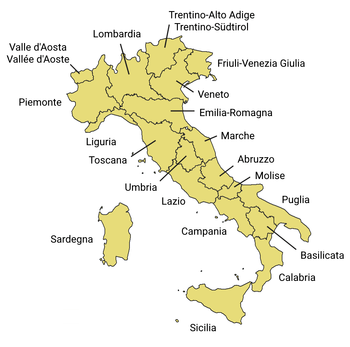 Trentino-Alto Adige
Trentino-Südtirol
Lombardia
Valle d'Aosta
Vallée d'Aoste
Friuli-Venezia Giulia
Veneto
Piemonte
Emilia-Romagna
Marche
Liguria
Toscana
Abruzzo
Molise
Umbria
Lazio
Puglia
Campania
Sardegna
Basilicata
Calabria
Sicilia